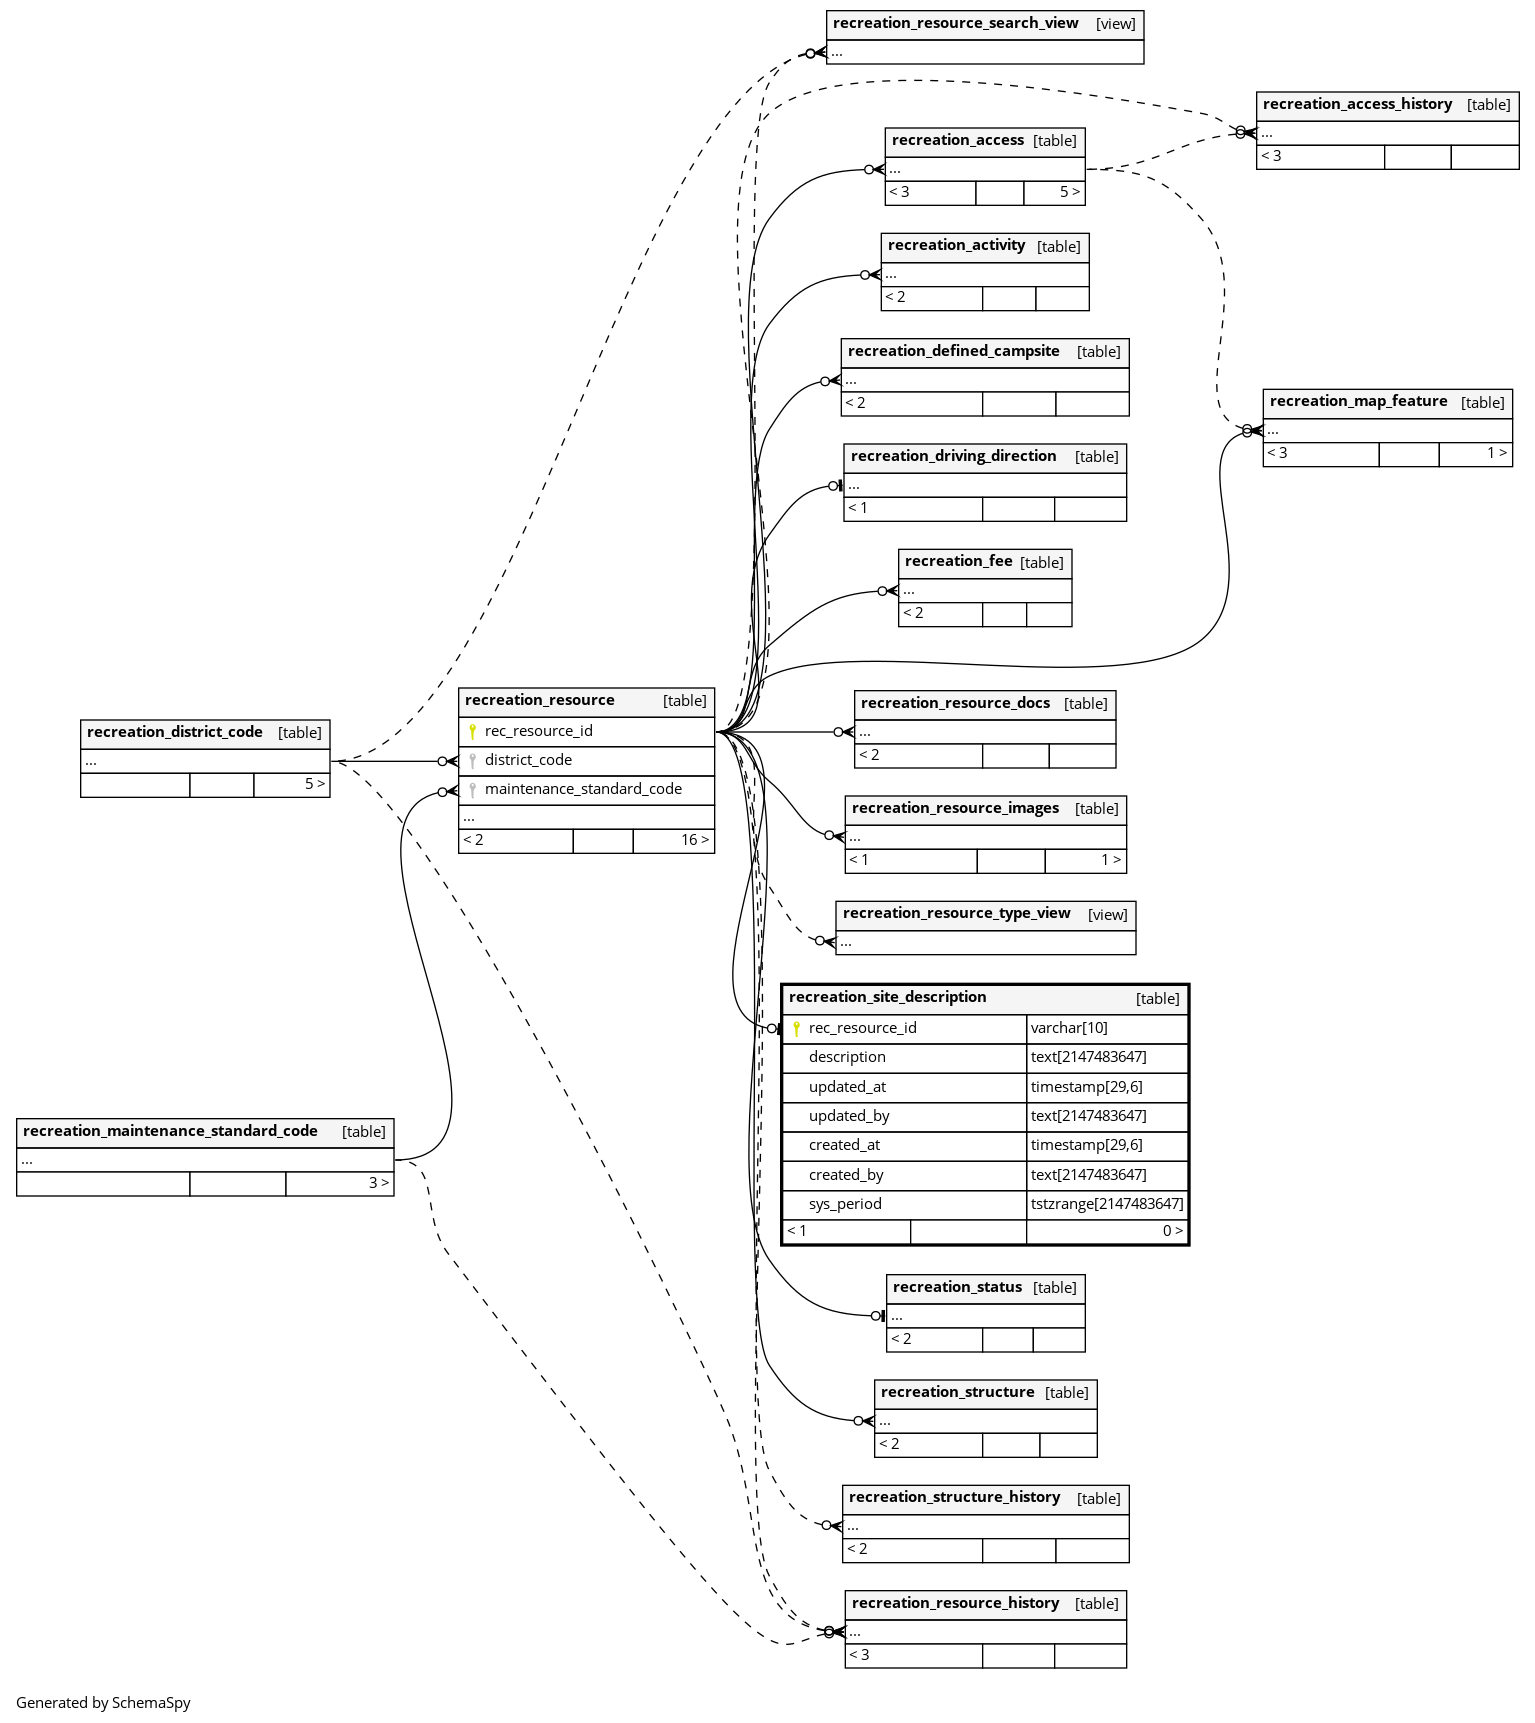 recreation_resource_search_view [view]
...
recreation_access_history [table]
...
< 3
recreation_access [table]
...
< 3 5 >
recreation_activity [table]
...
< 2
recreation_defined_campsite [table]
...
< 2
recreation_map_feature [table]
...
< 3 1 >
recreation_driving_direction [table]
...
< 1
recreation_fee [table]
...
< 2
recreation_resource [table]
rec_resource_id
district_code
maintenance_standard_code
...
< 2 16 >
recreation_district_code [table]
...
5 >
recreation_resource_docs [table]
...
< 2
recreation_resource_images [table]
...
< 1 1 >
recreation_resource_type_view [view]
...
recreation_site_description [table]
rec_resource_id varchar[10]
description text[2147483647]
updated_at timestamp[29,6]
updated_by text[2147483647]
created_at timestamp[29,6]
created_by text[2147483647]
sys_period tstzrange[2147483647]
< 1 0 >
recreation_maintenance_standard_code [table]
...
3 >
recreation_status [table]
...
< 2
recreation_structure [table]
...
< 2
recreation_structure_history [table]
...
< 2
recreation_resource_history [table]
...
< 3
Generated by SchemaSpy